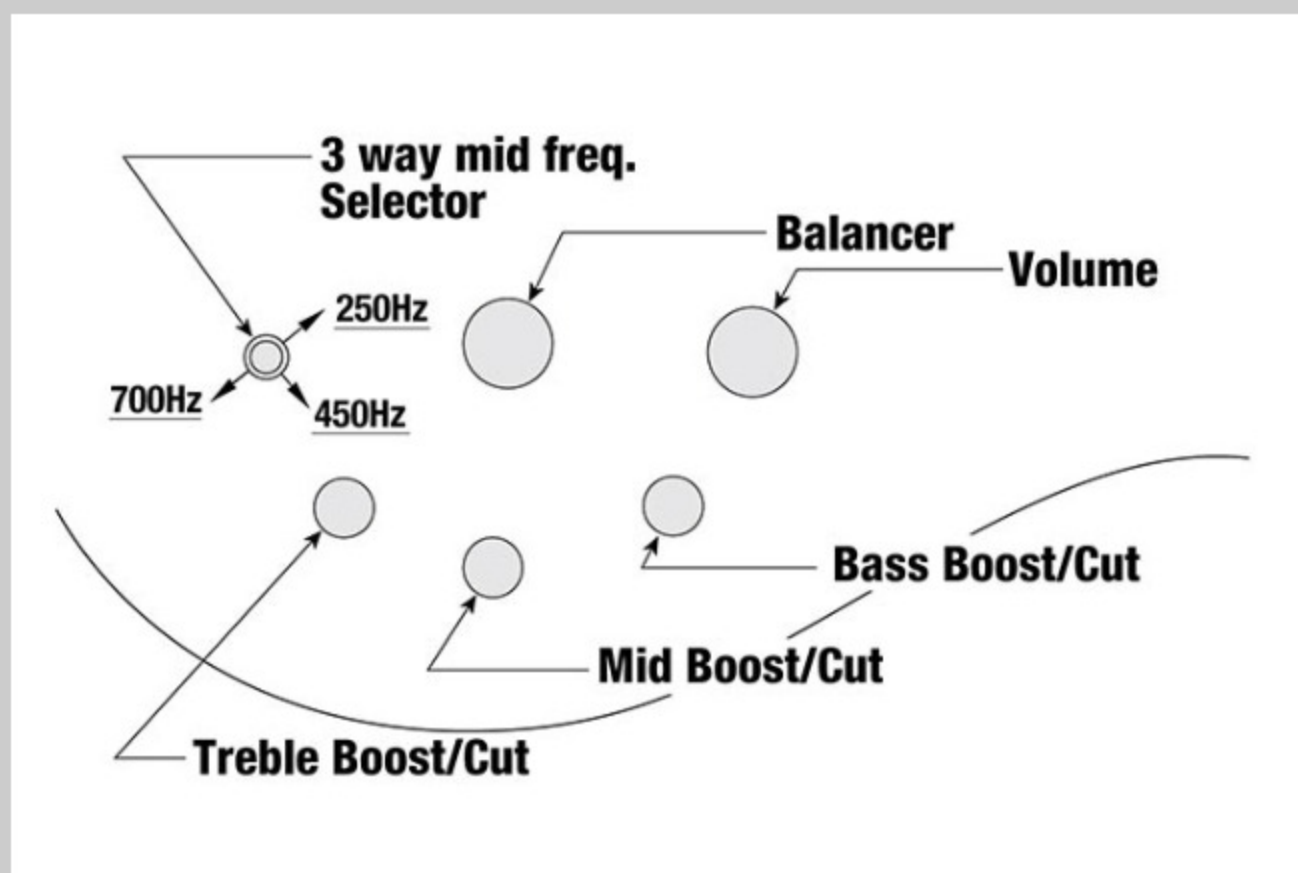 3 way mid freq.
Selector
Balancer
Volume
250Hz
700Hz
450Hz
Bass Boost/Cut
Mid Boost/Cut
Treble Boost/Cut